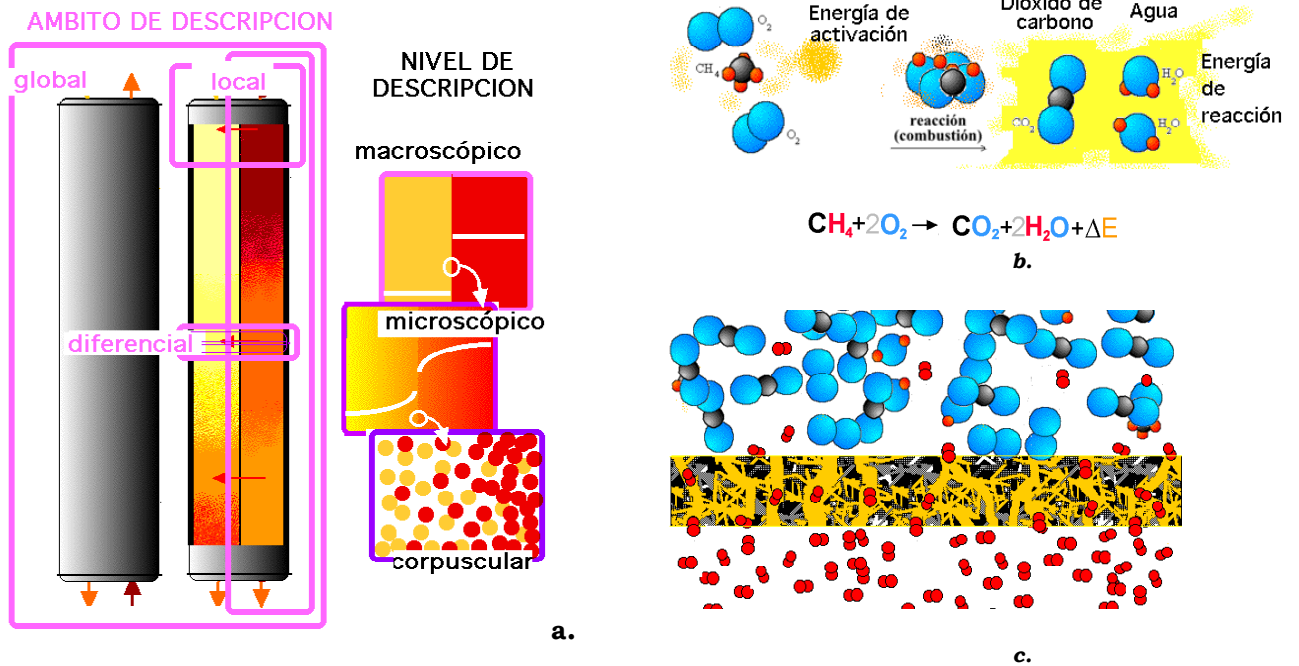 AMBITO DE DESCRIPCION
global
local
diferencial
NIVEL DE
DESCRIPCION
macroscópico
microscópico
corpuscular
a.
O2
CH4
O2
Energía de
activación
reacción
(combustión)
Dióxido de
carbono
Agua
CO2
H2O
H2O
Energía
de
reacción
CH4+2O2→ CO2+2H2O+ΔE
b.
c.